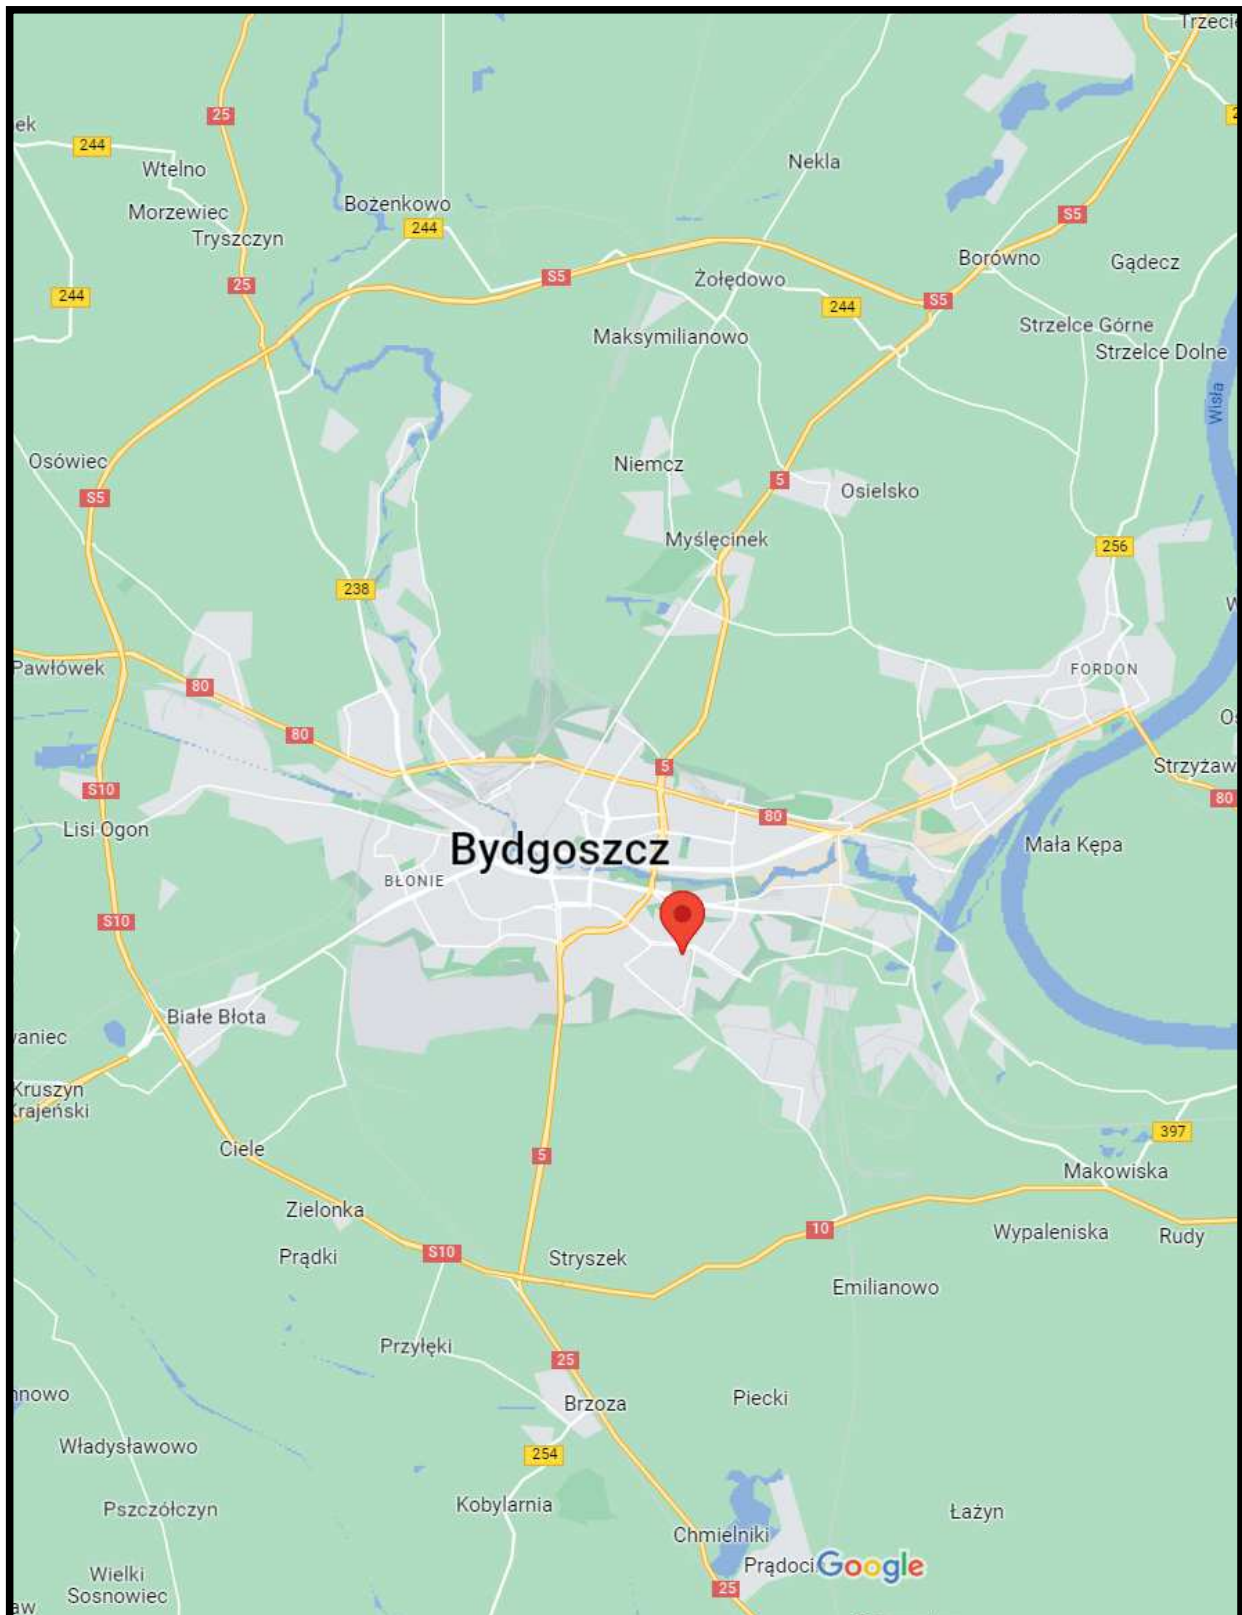 Trzeci
25
ek
244
Wtelno
Nekla
Morzewiec
Bożenkowo
S5
244
Tryszczyn
Borówno
Gądecz
25
S5
Żołędowo
244
244
S5
Strzelce Górne
Maksymilianowo
Strzelce Dolne
Wisła
Osówiec
Niemcz
5
Osielsko
S5
Myślęcinek
256
238
Pawłówek
FORDON
80
80
5
Strzyżaw
S10
80
80
Lisi Ogon
Bydgoszcz
Mała Kępa
BŁONIE
S10
Białe Błota
waniec
Kruszyn
Krajeński
397
Ciele
5
Makowiska
Zielonka
10
Wypaleniska
Rudy
Prądki
S10
Stryszek
Emilianowo
Przyłęki
25
nnowo
Brzoza
Piecki
Władysławowo
254
Pszczółczyn
Kobylarnia
Łażyn
Chmielniki
Prądoci
Google
Wielki
Sosnowiec
25
aw